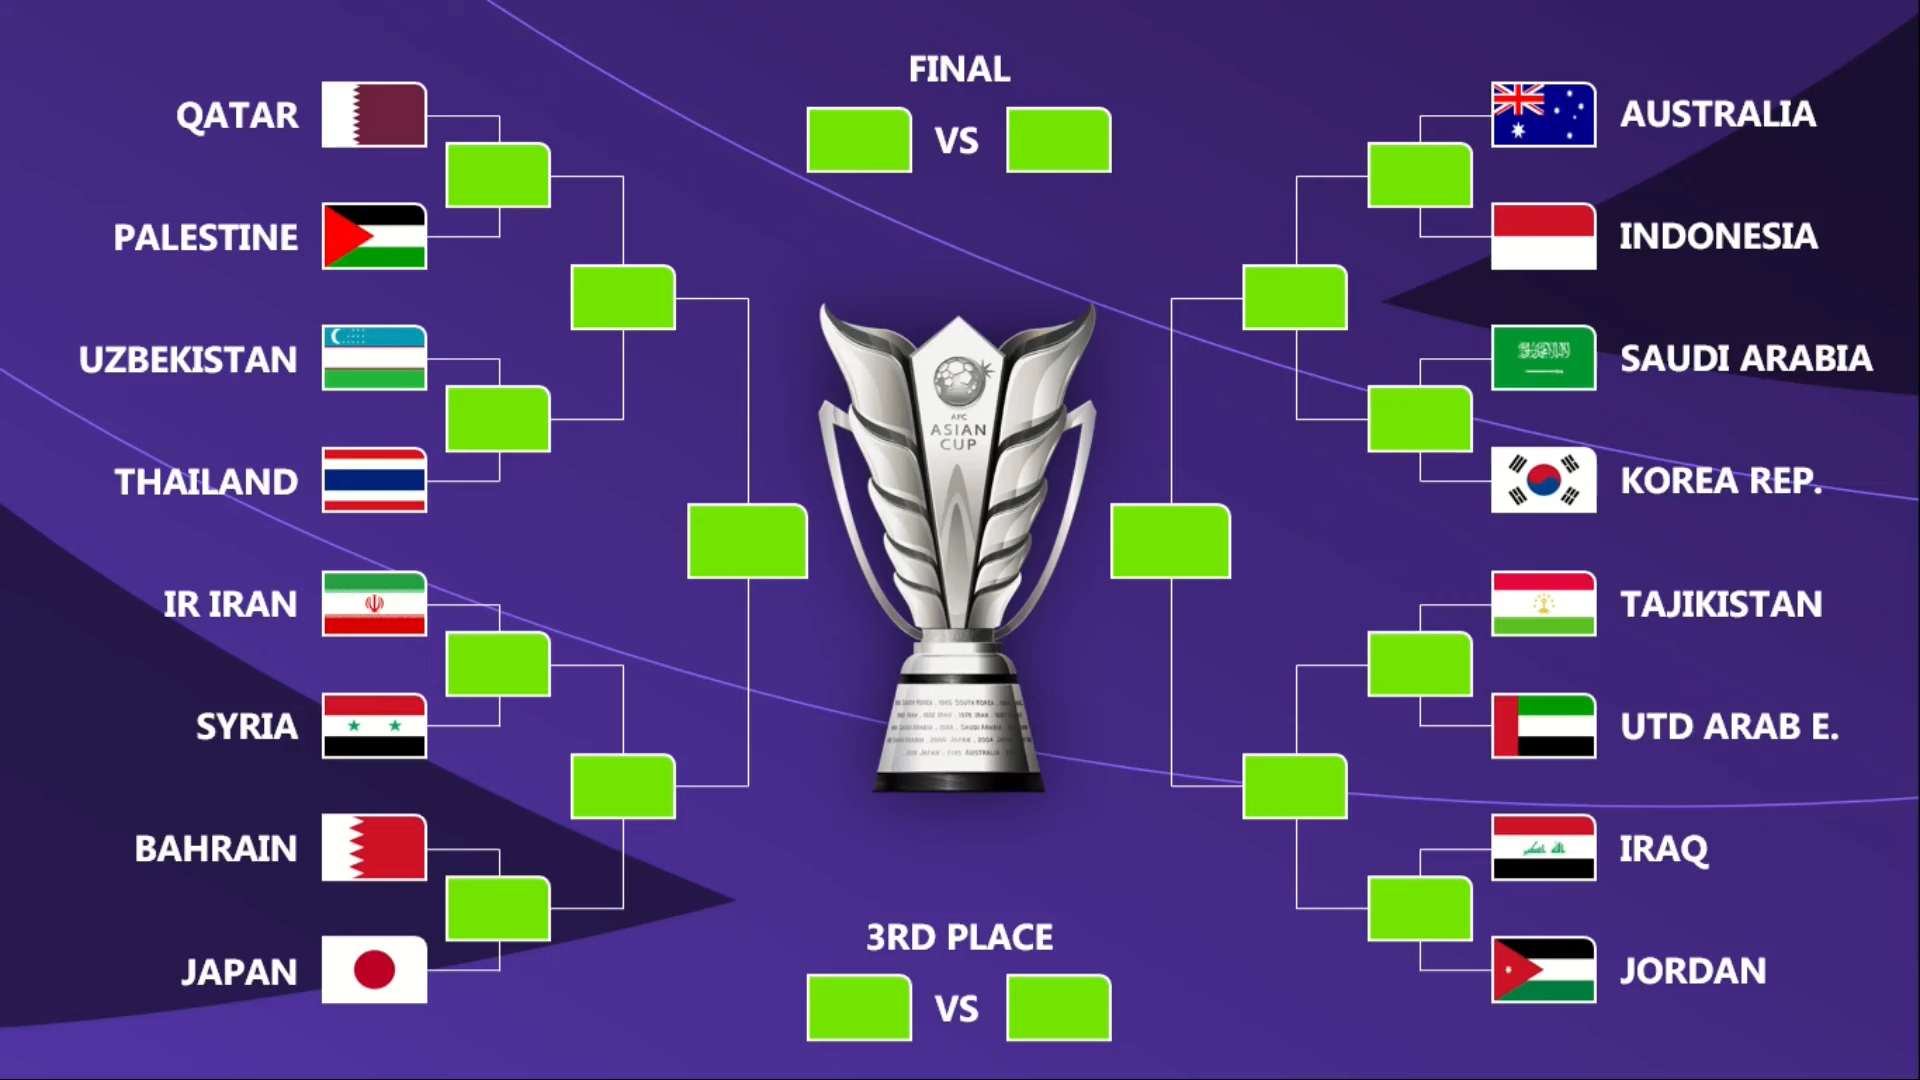 FINAL
VS
QATAR
PALESTINE
UZBEKISTAN
THAILAND
IR IRAN
SYRIA
BAHRAIN
JAPAN
AFC
ASIAN
CUP
AUSTRALIA
INDONESIA
SAUDI ARABIA
KOREA REP.
TAJIKISTAN
UTD ARAB E.
IRAQ
JORDAN
3RD PLACE
VS